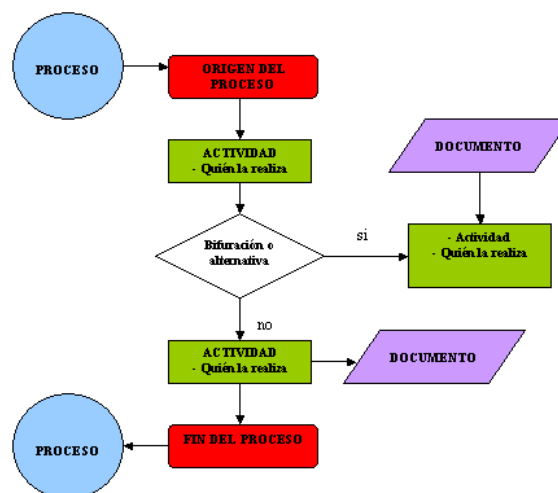 PROCESO
ORIGEN DEL
PROCESO
ACTIVIDAD
- Quién la realiza
DOCUMENTO
Bifuración o
alternativa
si
- Actividad
- Quién la realiza
no
ACTIVIDAD
- Quién la realiza
DOCUMENTO
FIN DEL PROCESO
PROCESO